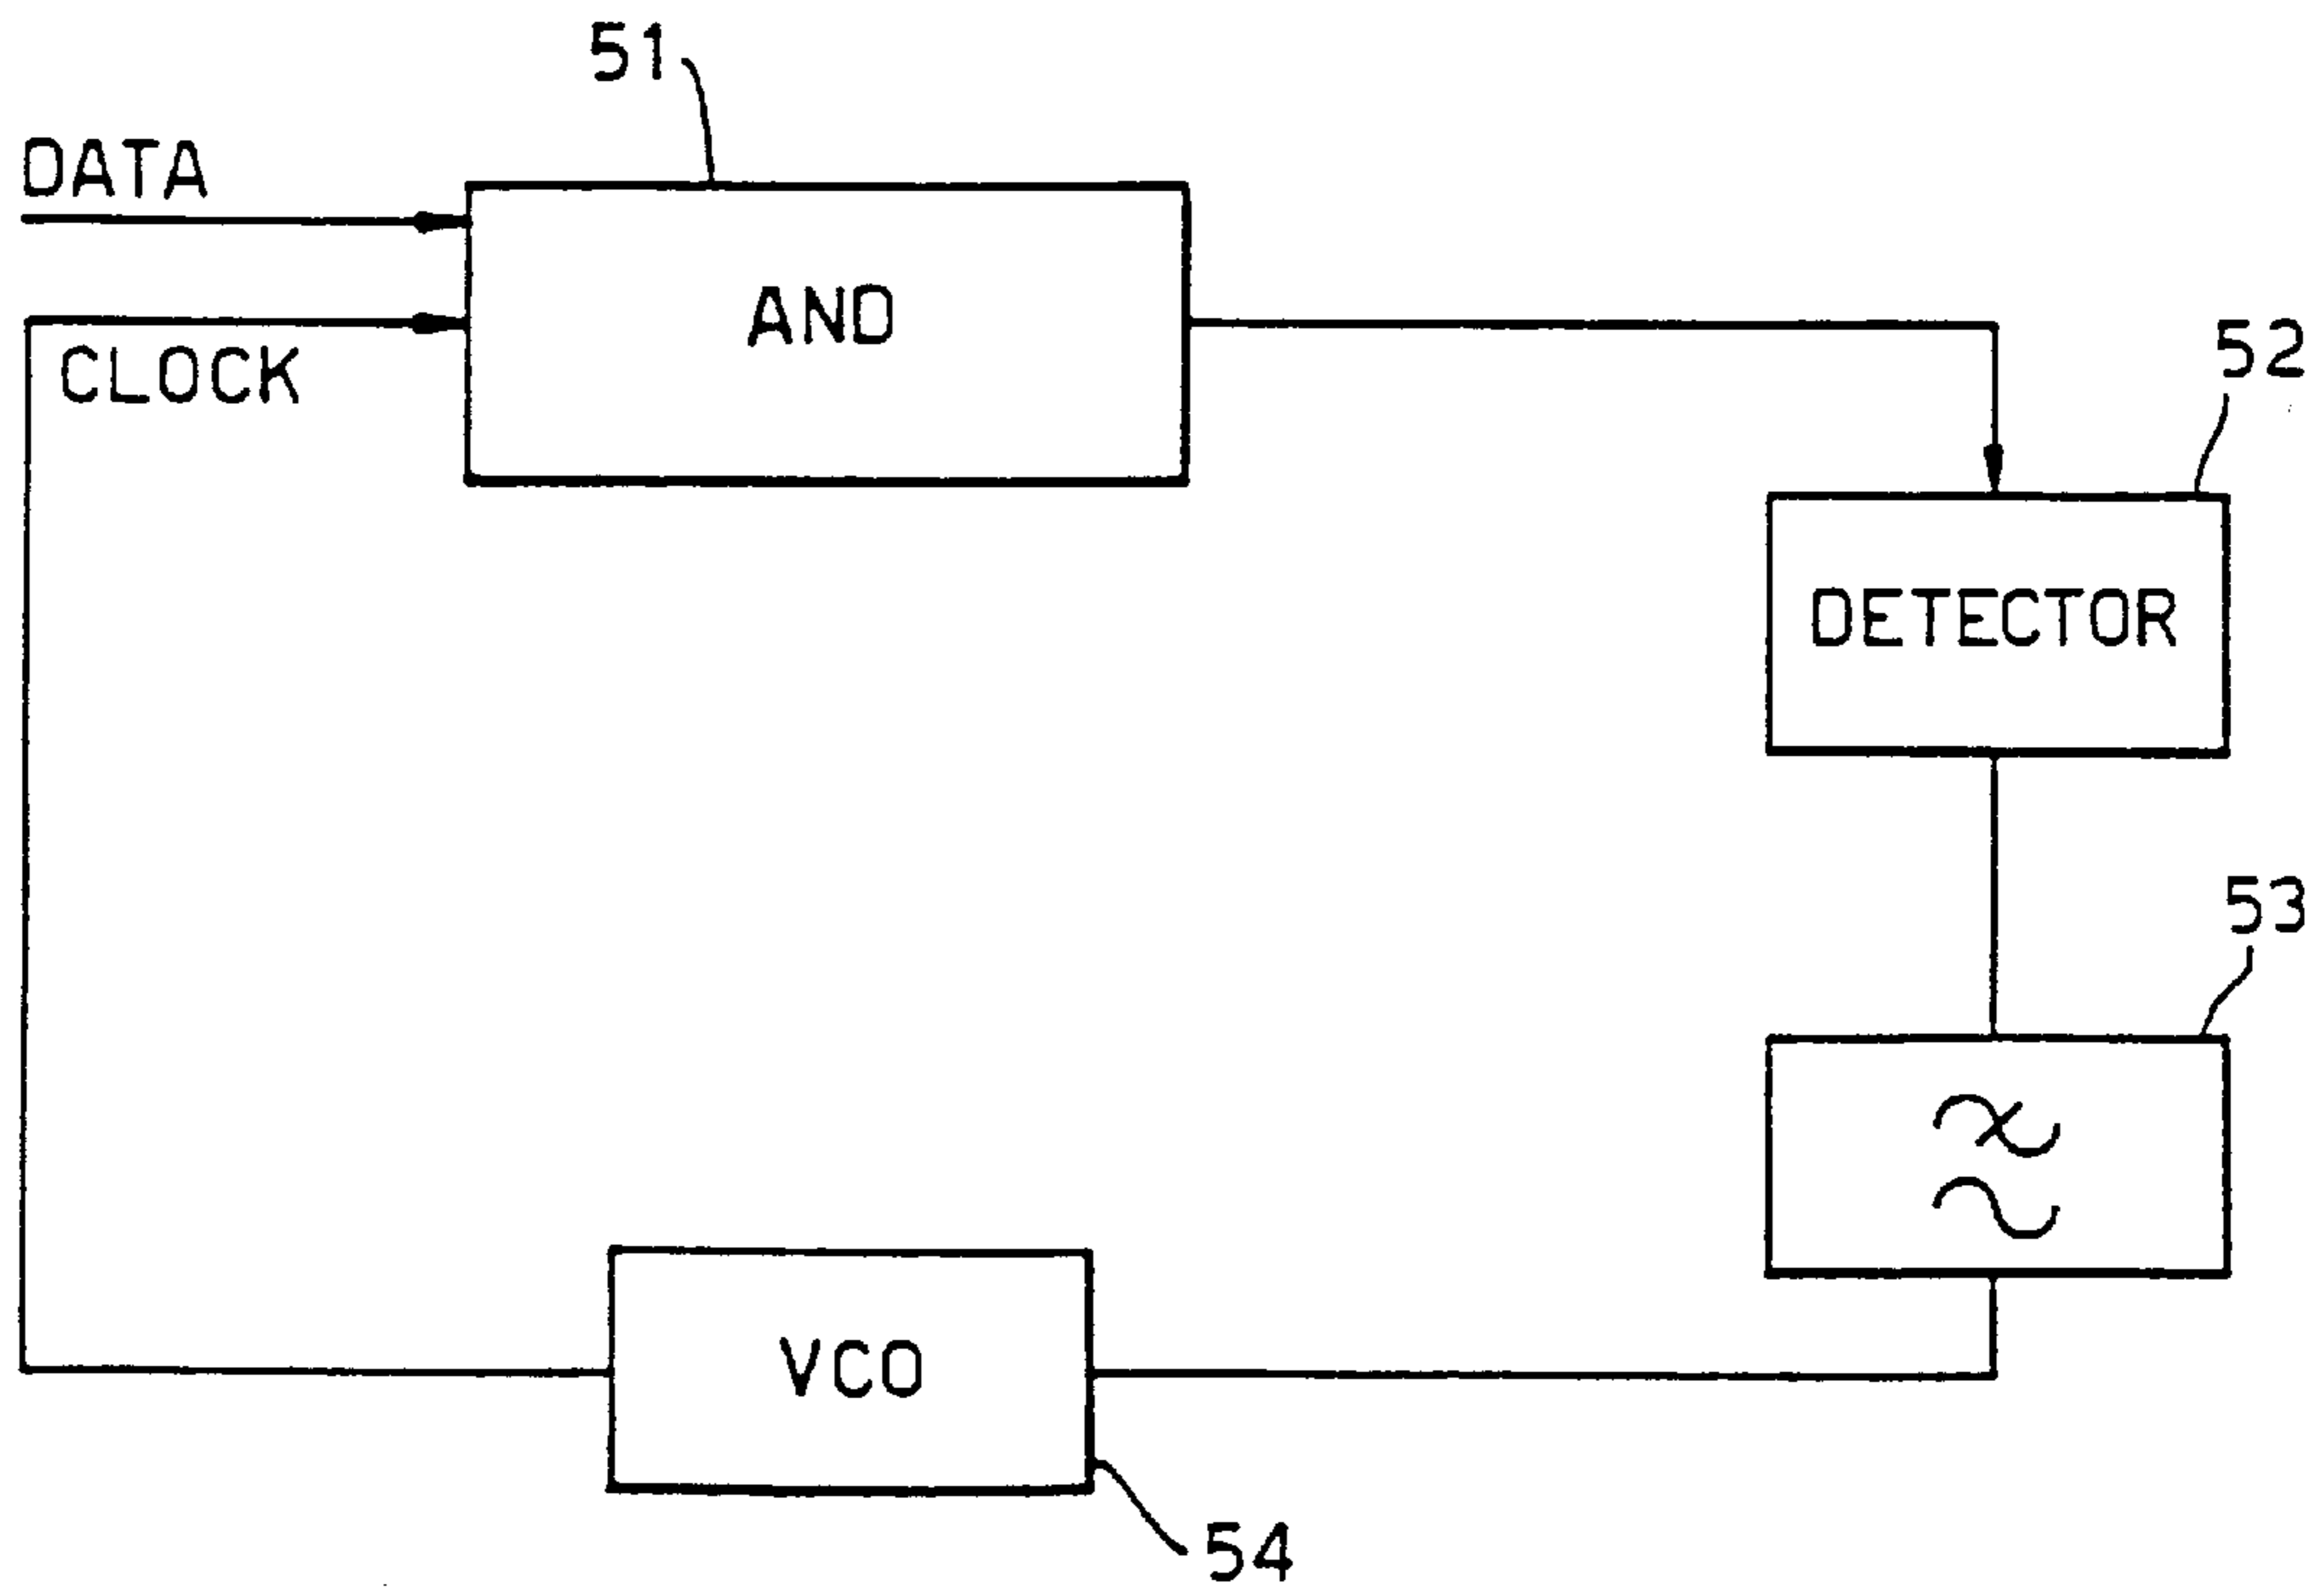 51
DATA
AND
CLOCK
52
DETECTOR
53
VCO
54